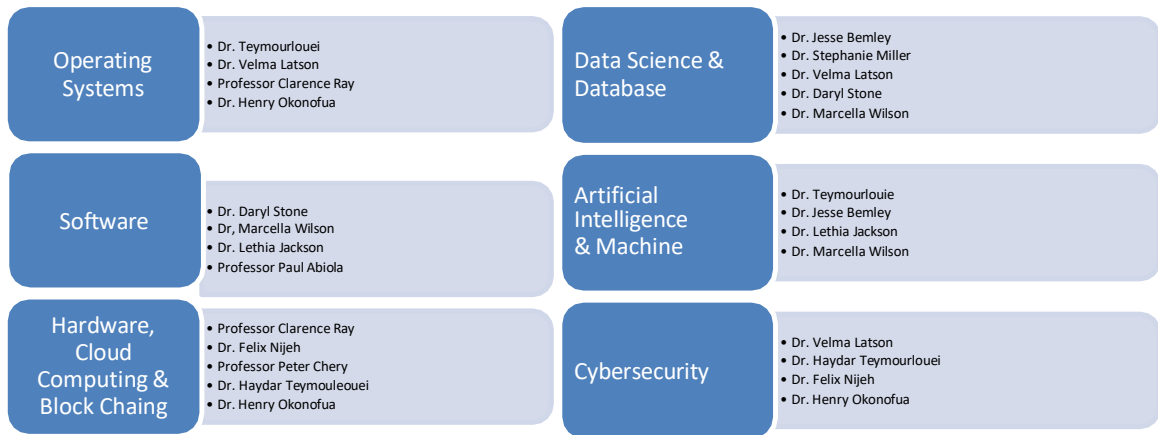 Operating
Systems
• Dr. Teymourlouei
• Dr. Velma Latson
• Professor Clarence Ray
• Dr. Henry Okonofua
Data Science &
Database
• Dr. Jesse Bemley
• Dr. Stephanie Miller
• Dr. Velma Latson
• Dr. Daryl Stone
• Dr. Marcella Wilson
Software
• Dr. Daryl Stone
• Dr, Marcella Wilson
• Dr. Lethia Jackson
• Professor Paul Abiola
Artificial
Intelligence
& Machine
• Dr. Teymourlouie
• Dr. Jesse Bemley
• Dr. Lethia Jackson
• Dr. Marcella Wilson
Hardware,
Cloud
Computing &
Block Chaing
• Professor Clarence Ray
• Dr. Felix Nijeh
• Professor Peter Chery
• Dr. Haydar Teymouleouei
• Dr. Henry Okonofua
Cybersecurity
• Dr. Velma Latson
• Dr. Haydar Teymourlouei
• Dr. Felix Nijeh
• Dr. Henry Okonofua